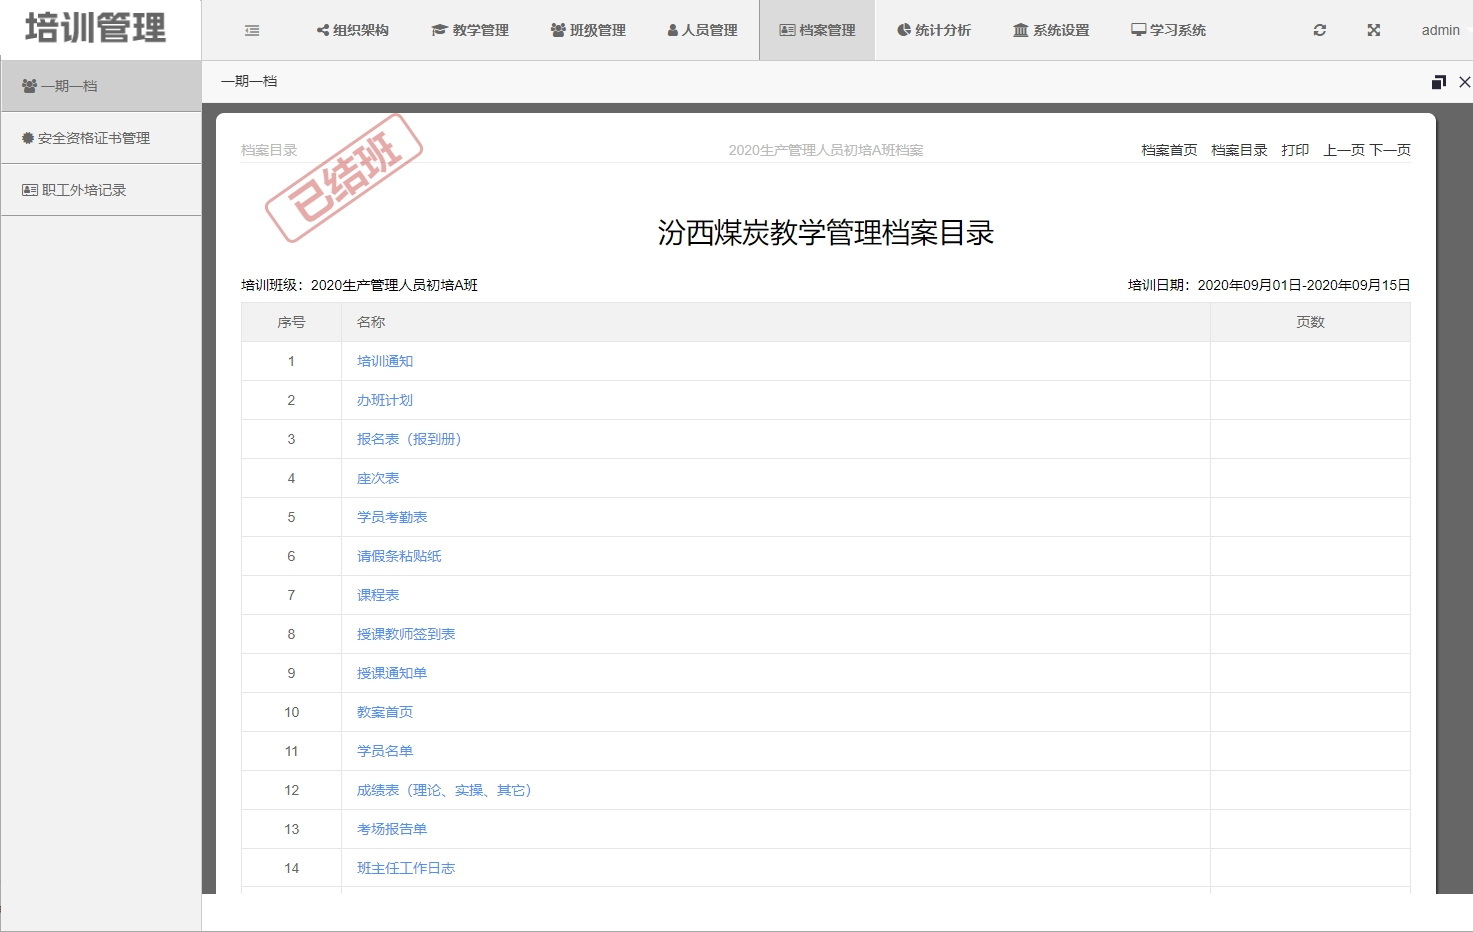 培训管理
组织架构 教学管理 班级管理 人员管理 档案管理 统计分析 系统设置 学习系统 admin
一期一档
安全资格证书管理
职工外培记录
一期一档
档案目录 2020生产管理人员初培A班档案 档案首页 档案目录 打印 上一页 下一页
已结班
汾西煤炭教学管理档案目录
培训班级：2020生产管理人员初培A班 培训日期：2020年09月01日-2020年09月15日
序号 名称 页数
1 培训通知
2 办班计划
3 报名表（报到册）
4 座次表
5 学员考勤表
6 请假条粘贴纸
7 课程表
8 授课教师签到表
9 授课通知单
10 教案首页
11 学员名单
12 成绩表（理论、实操、其它）
13 考场报告单
14 班主任工作日志